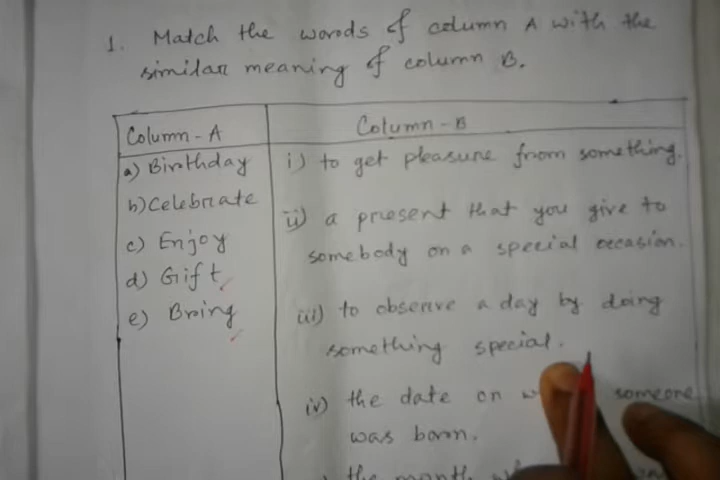 1. Match the words of column A with the
similar meaning of column B.
Column - A
Column - B
a) Birthday
b) Celebrate
c) Enjoy
d) Gift
e) Bring
i) to get pleasure from something.
ii) a present that you give to
somebody on a special occasion.
iii) to observe a day by doing
something special.
iv) the date on someone
was born.
the month